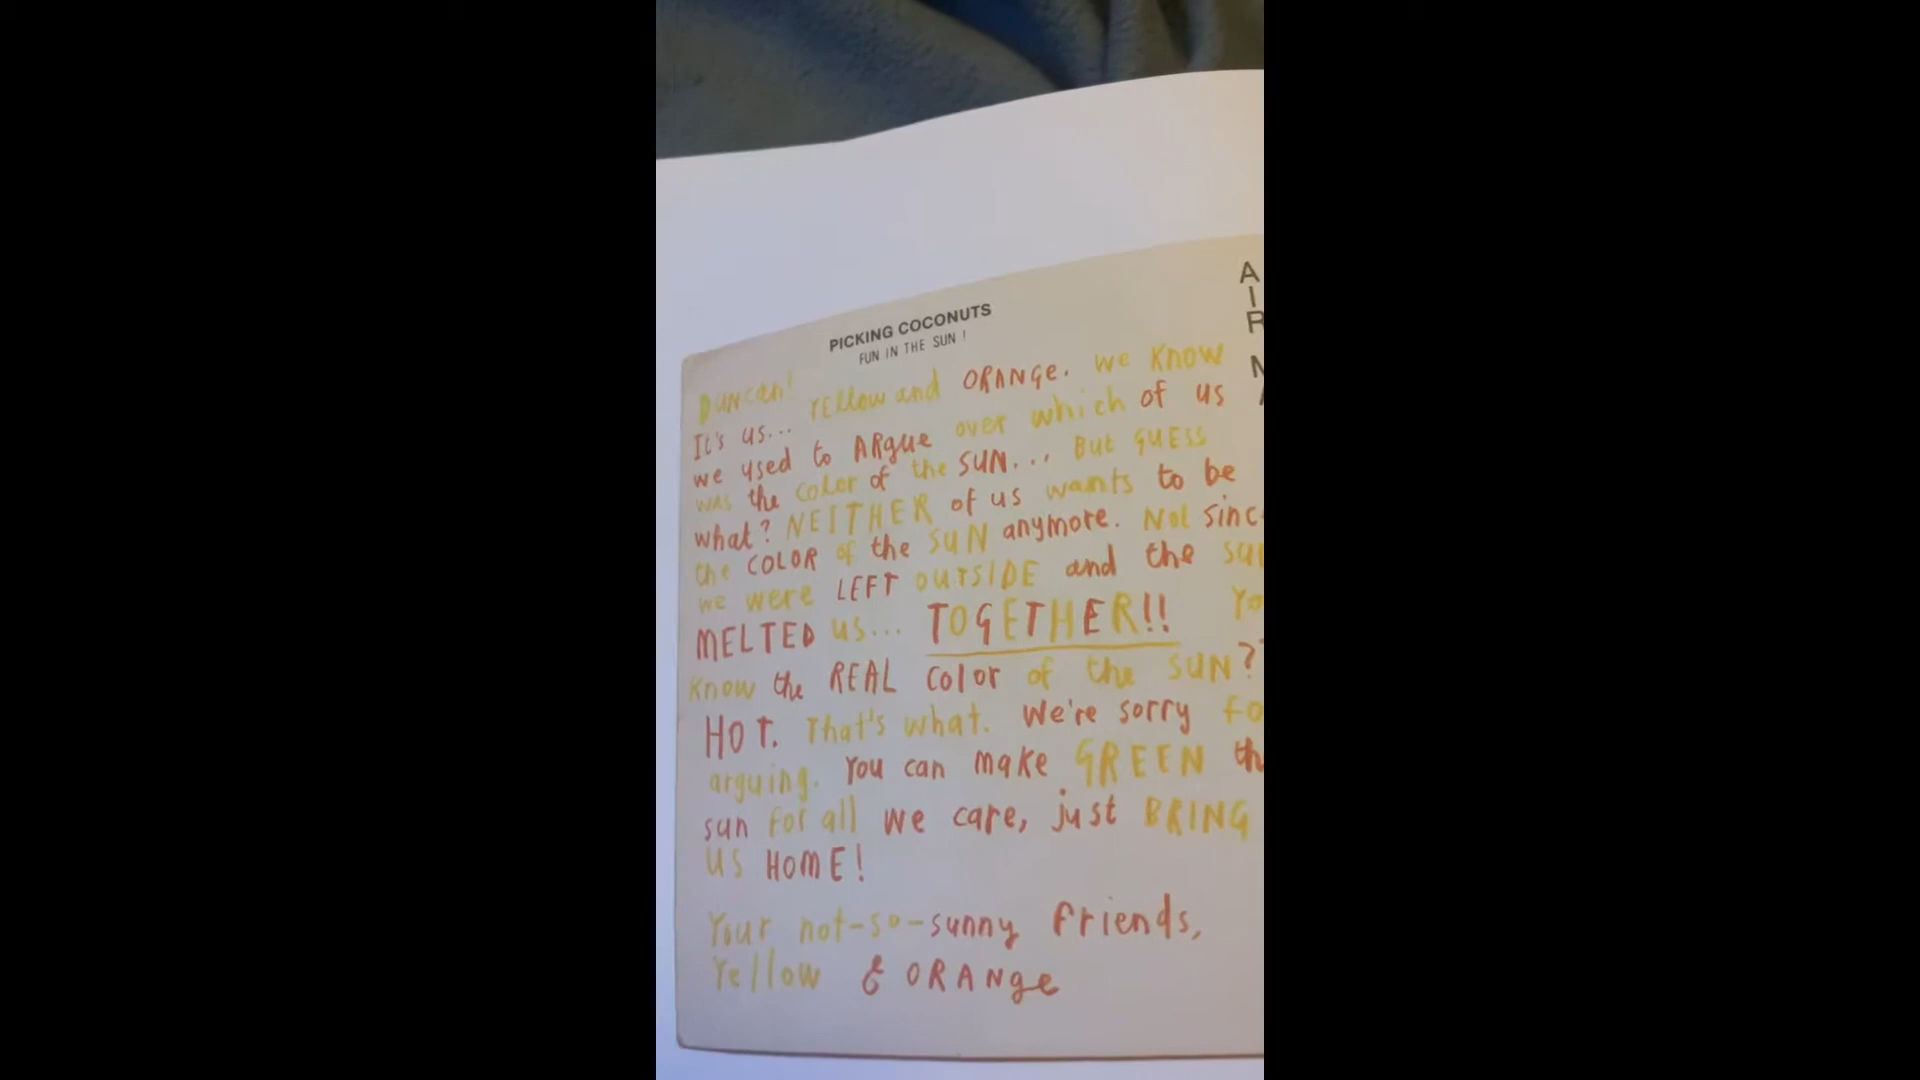 PICKING COCONUTS
FUN IN THE SUN !
A
I
R
Duncan!
It's us... Yellow and ORANGE. We know
we used to ARgue over which of us
was the color of the SUN... But GUESS
what? NEITHER of us wants to be
the COLOR of the SUN anymore. Not sinc
we were LEFT OUTSIDE and the su
MELTED us... TOGETHER!! Yo
Know the REAL color of the SUN?
HOT. That's what. We're sorry fo
arguing. You can make GREEN th
sun for all we care, just BRING
US HOME!
Your not-so-sunny friends,
Yellow & ORANge